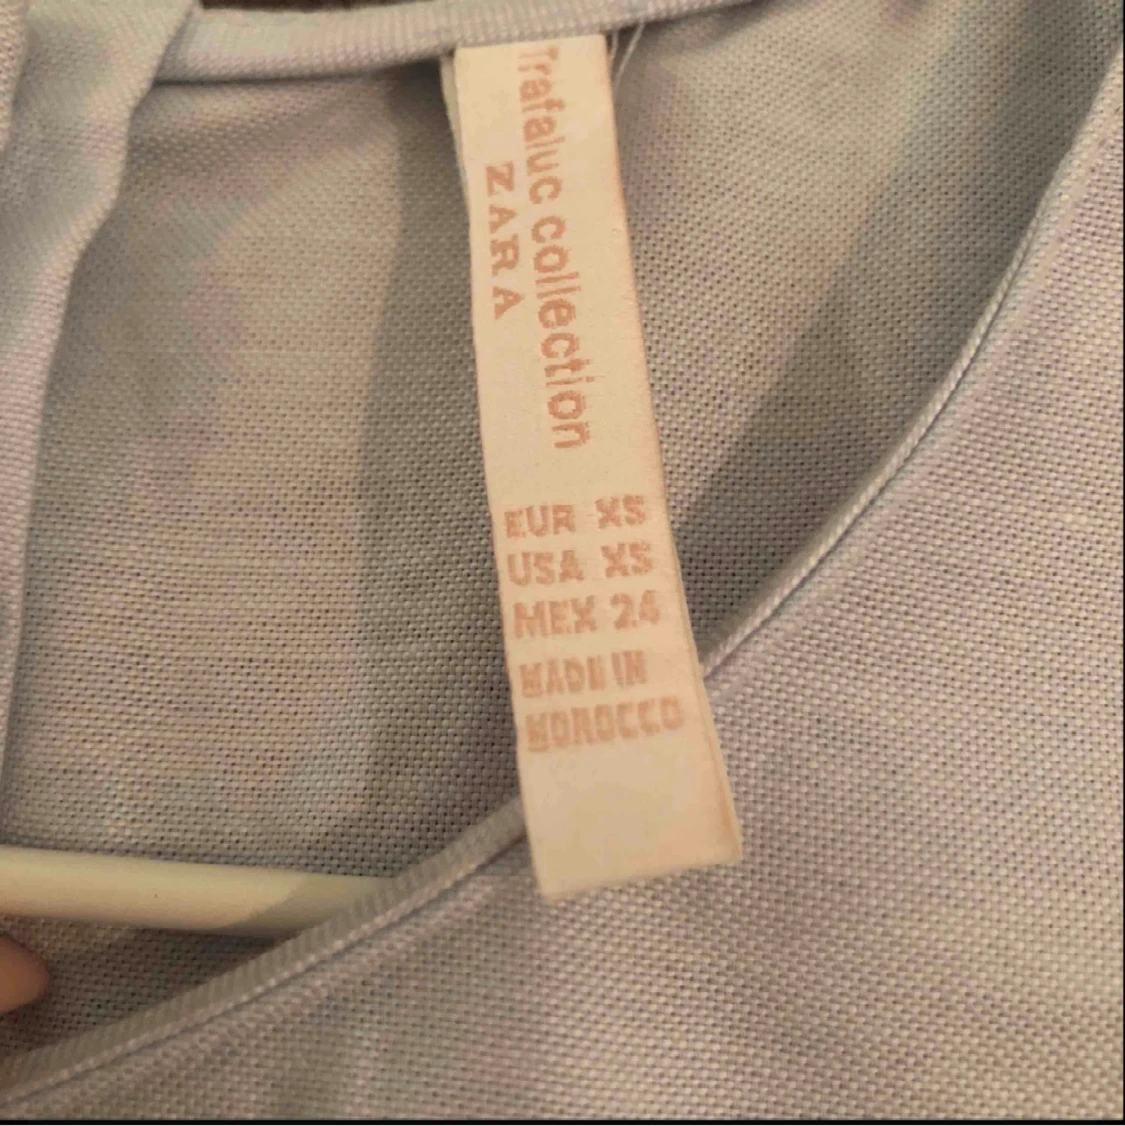 Trafaluc collection
ZARA
EUR XS
USA XS
MEX 24
MADE IN
MOROCCO